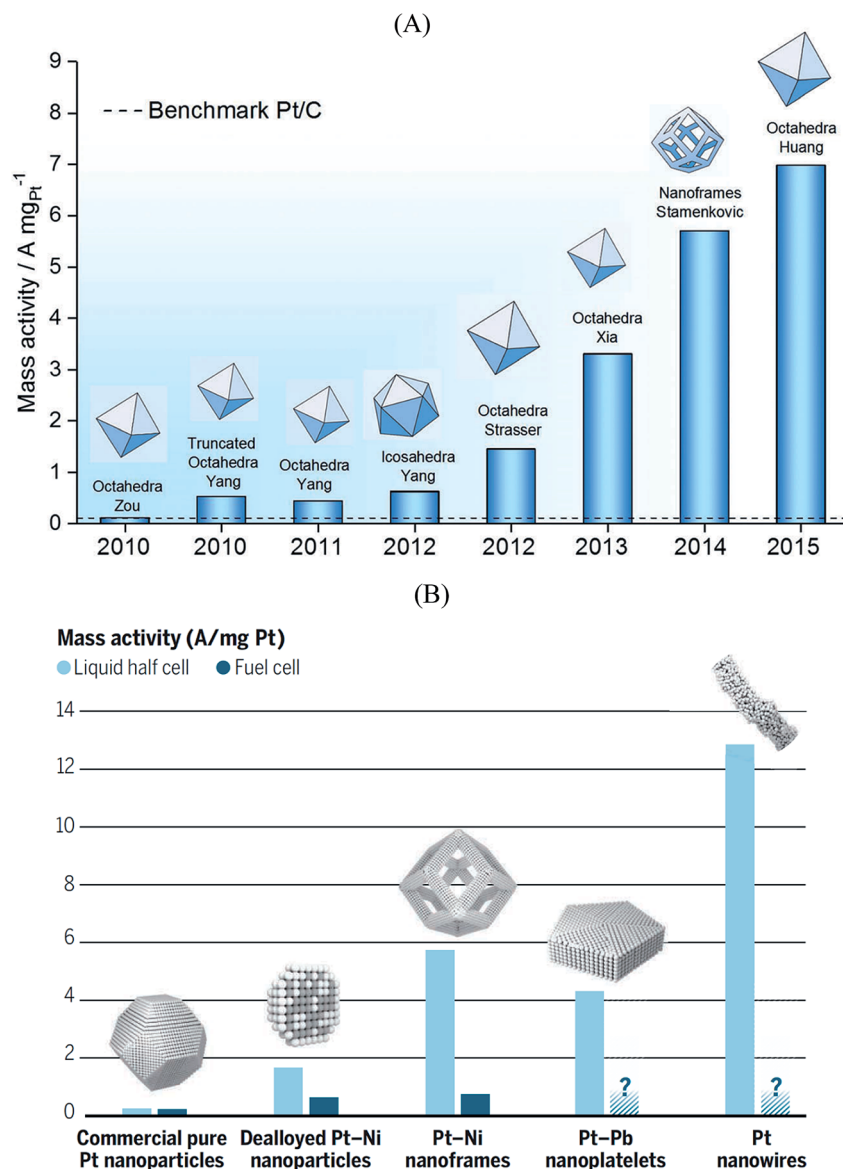 (A)
9
8
7
6
5
4
3
2
1
0
Mass activity / A mg_Pt^-1
--- Benchmark Pt/C
Octahedra
Zou
Truncated
Octahedra
Yang
Octahedra
Yang
Icosahedra
Yang
Octahedra
Strasser
Octahedra
Xia
Nanoframes
Stamenkovic
Octahedra
Huang
2010 2010 2011 2012 2012 2013 2014 2015
(B)
Mass activity (A/mg Pt)
Liquid half cell Fuel cell
14
12
10
8
6
4
2
0
? ?
Commercial pure
Pt nanoparticles
Dealloyed Pt–Ni
nanoparticles
Pt–Ni
nanoframes
Pt–Pb
nanoplatelets
Pt
nanowires